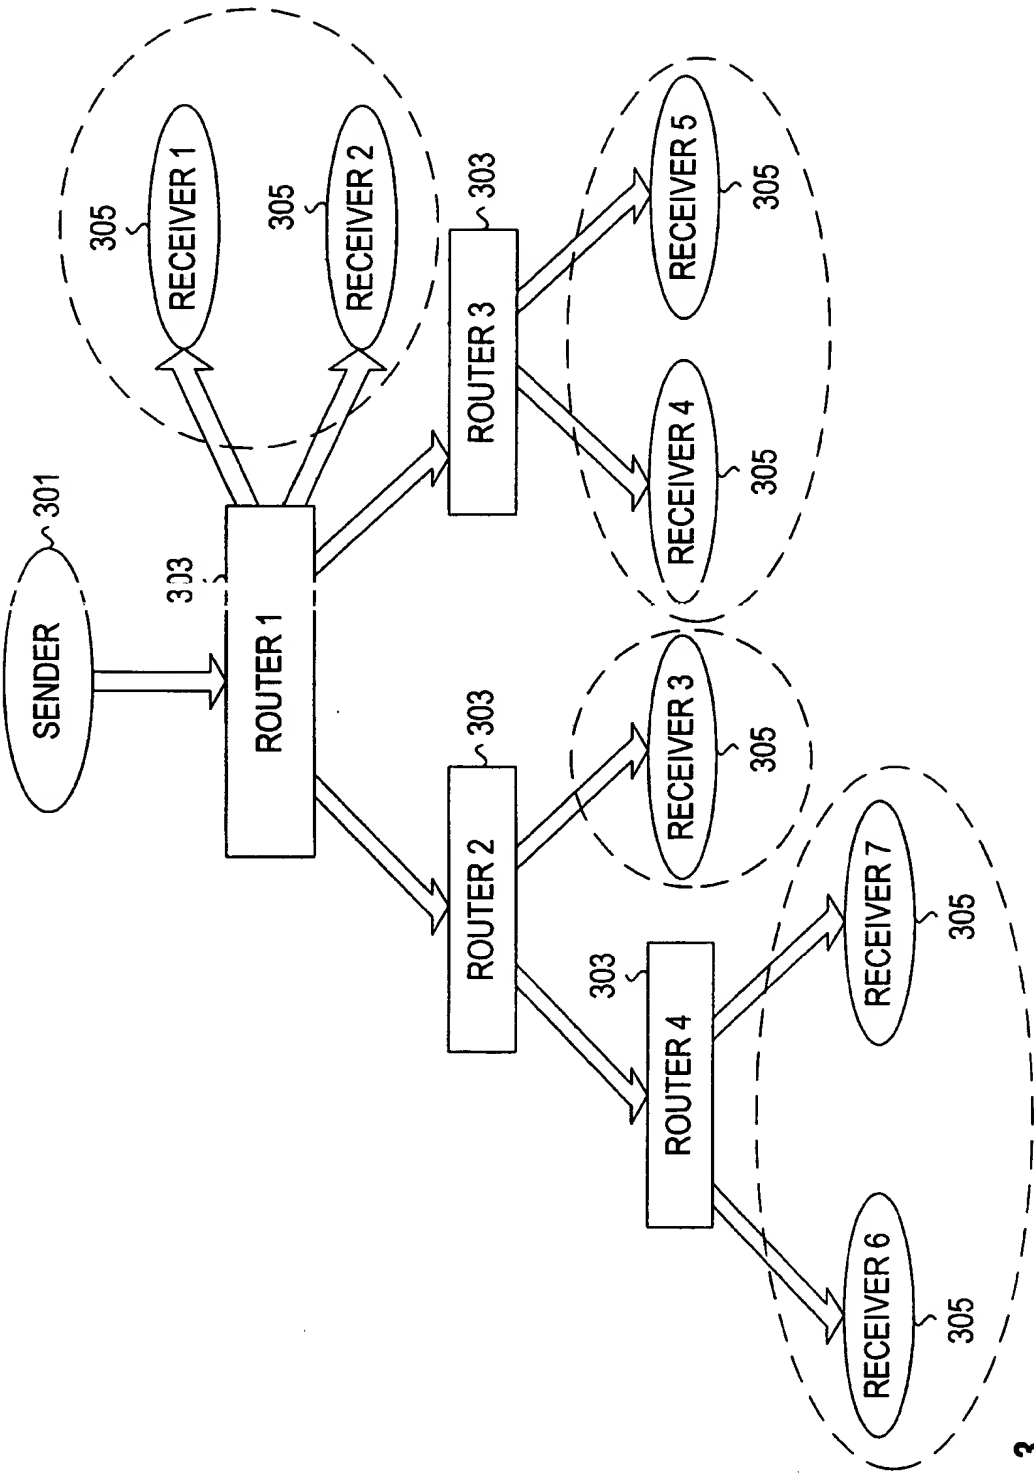 SENDER
301
303
ROUTER 1
305
RECEIVER 1
305
RECEIVER 2
303
ROUTER 2
303
ROUTER 3
RECEIVER 3
305
RECEIVER 4
305
RECEIVER 5
305
303
ROUTER 4
RECEIVER 6
305
RECEIVER 7
305
3